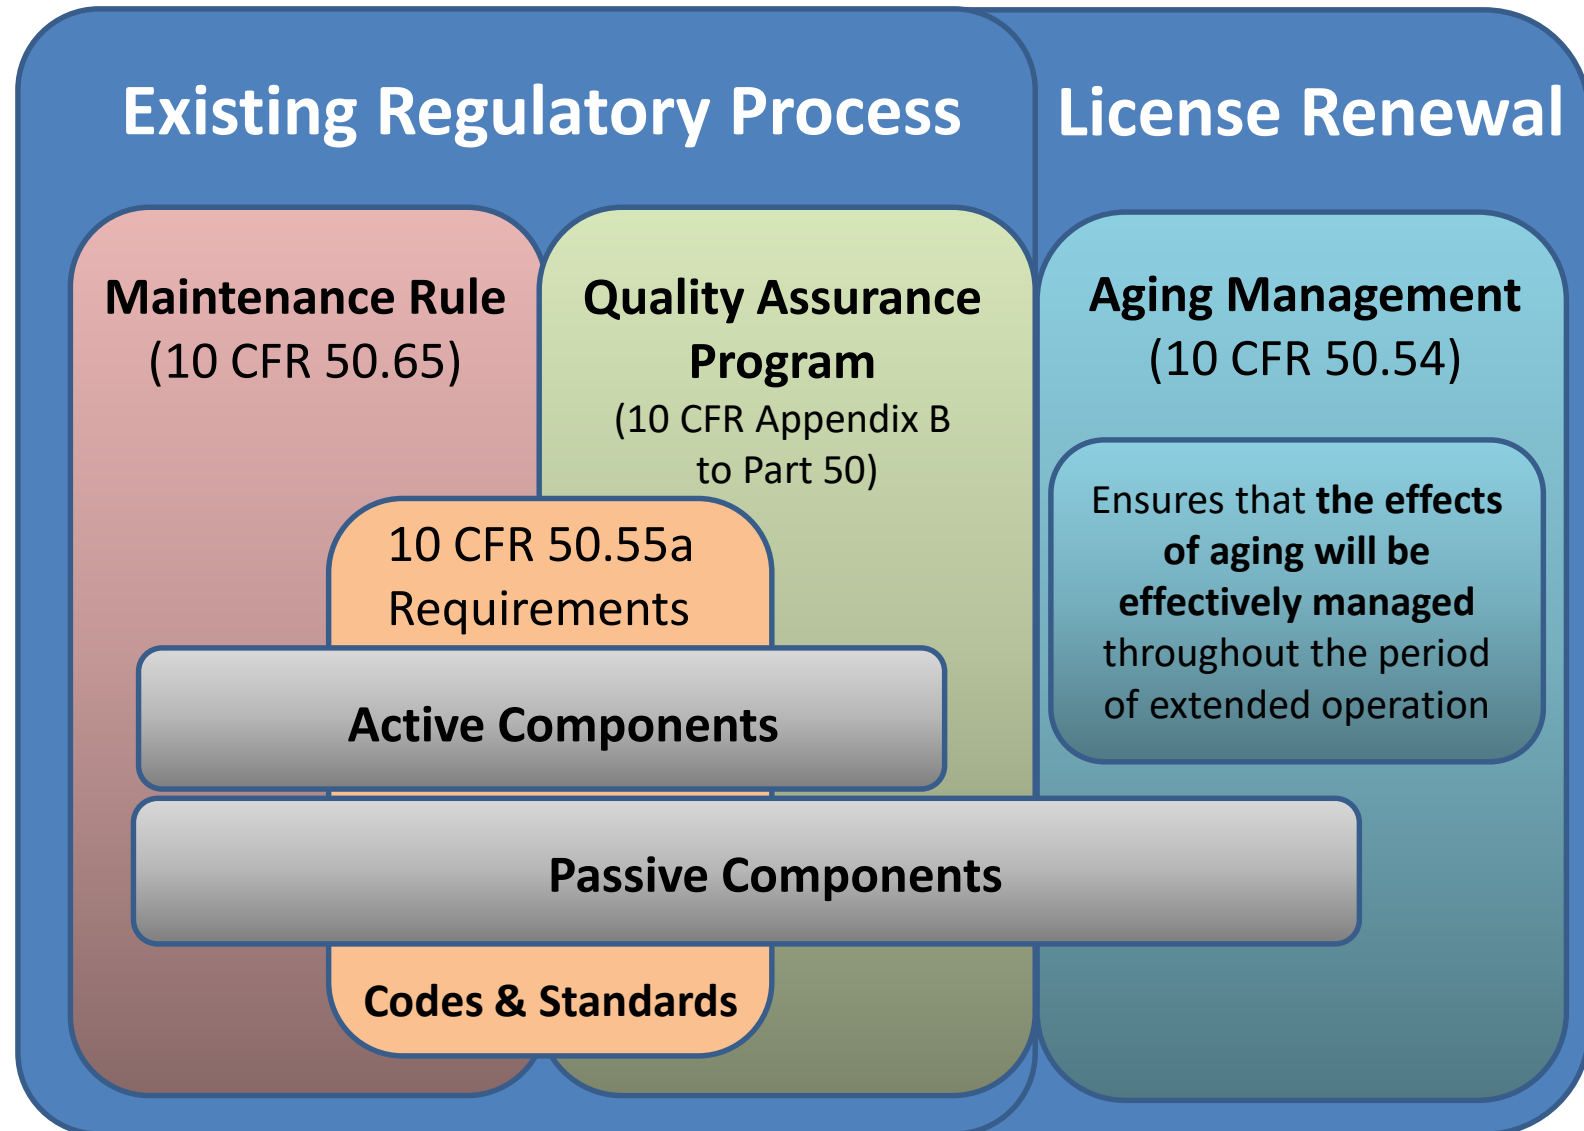 Existing Regulatory Process
License Renewal
Maintenance Rule
(10 CFR 50.65)
Quality Assurance
Program
(10 CFR Appendix B
to Part 50)
Aging Management
(10 CFR 50.54)
Ensures that the effects
of aging will be
effectively managed
throughout the period
of extended operation
10 CFR 50.55a
Requirements
Active Components
Passive Components
Codes & Standards